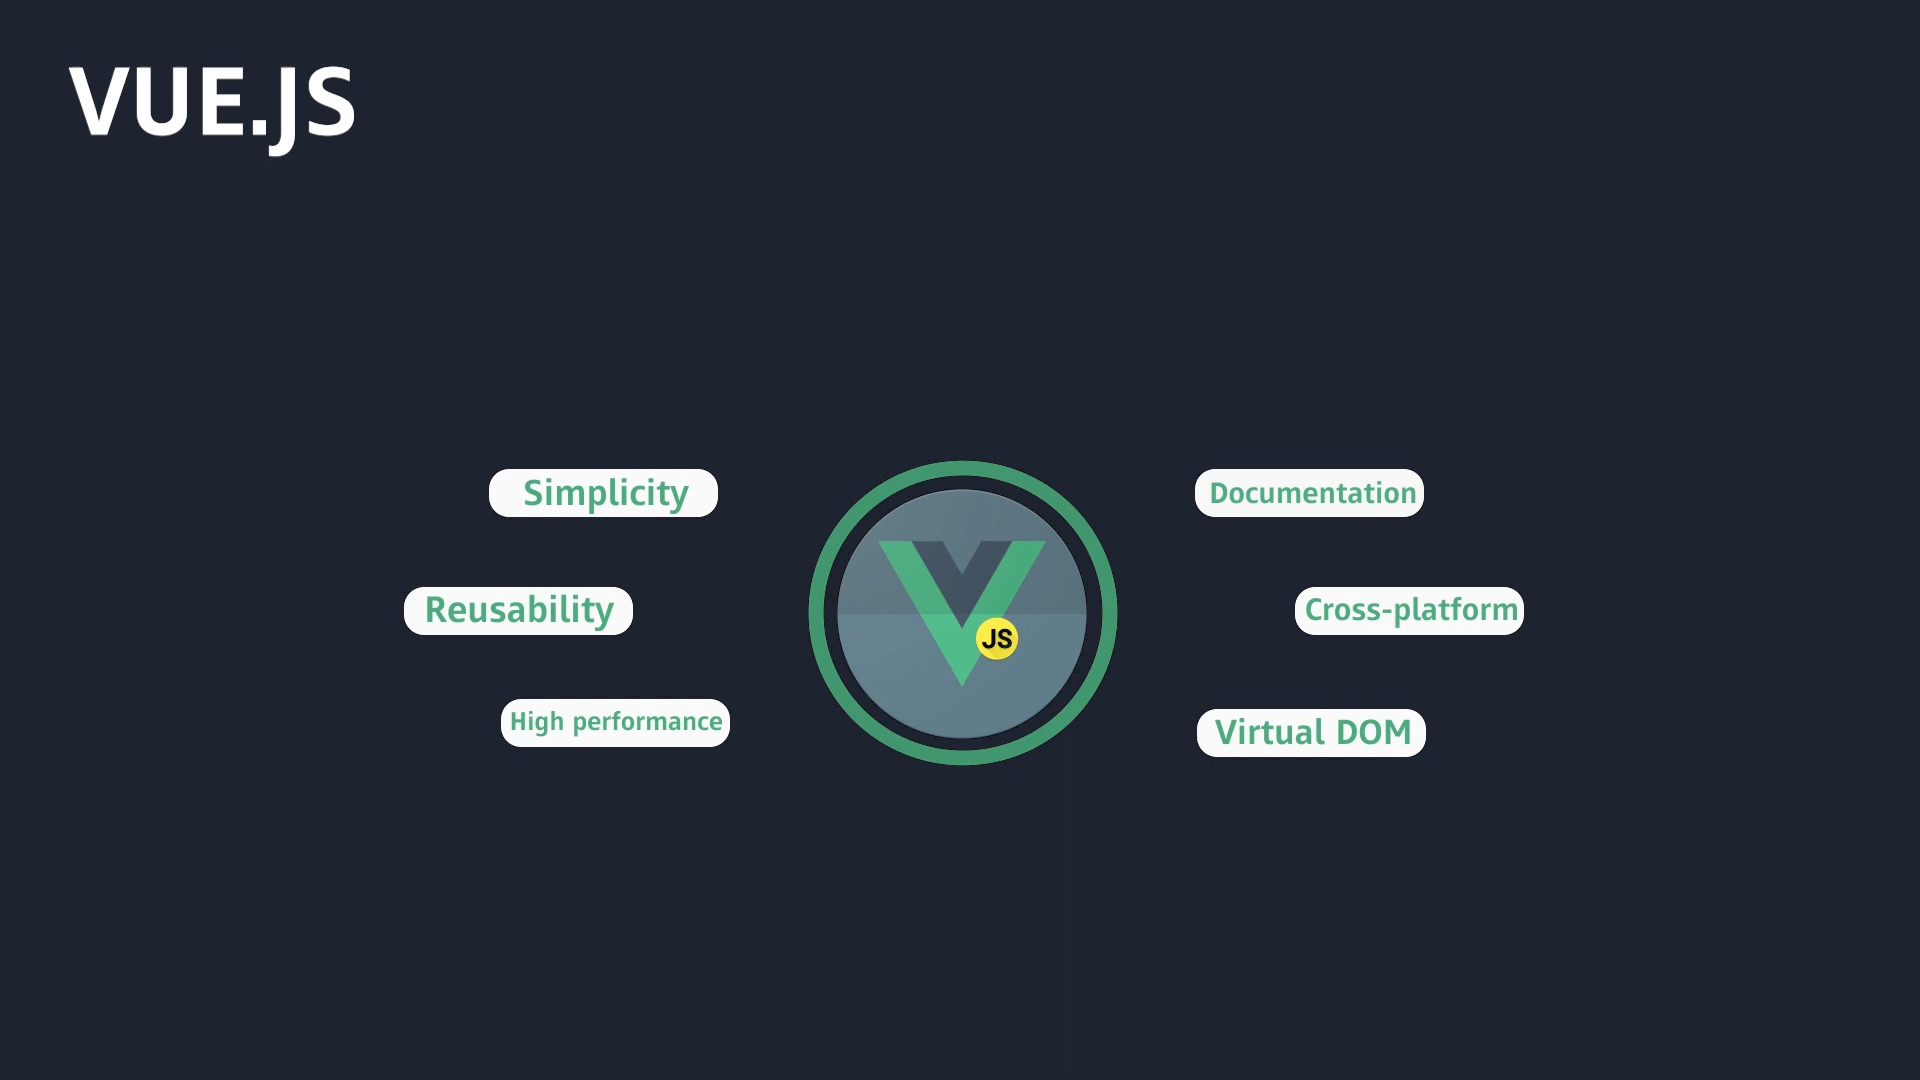 VUE.JS
Simplicity
Documentation
Reusability
JS
Cross-platform
High performance
Virtual DOM